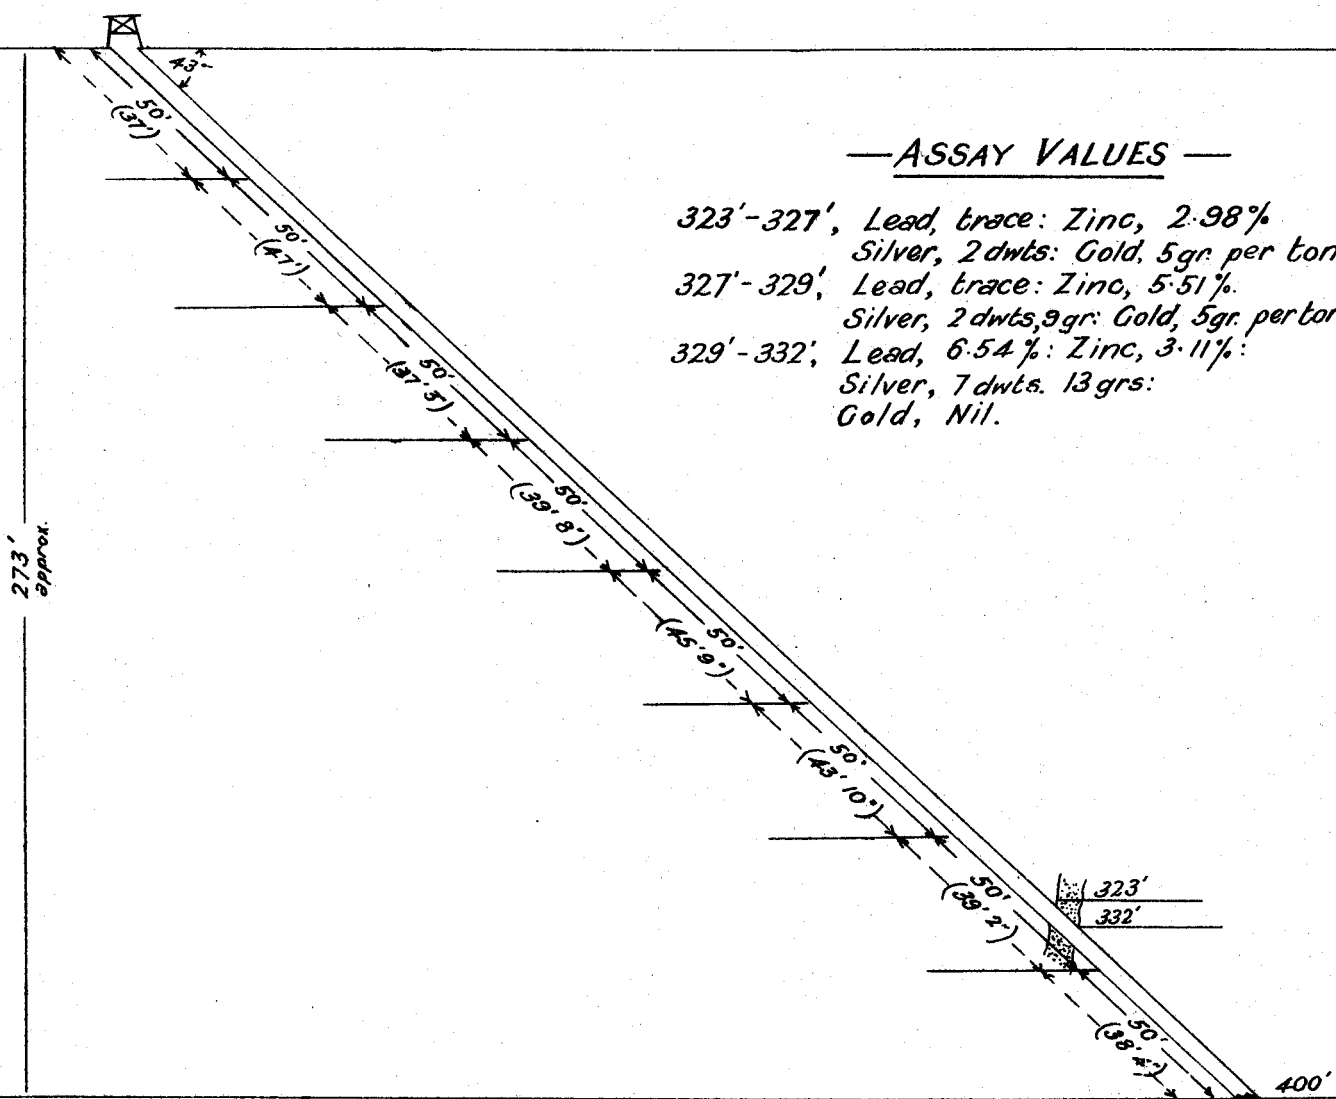 43°
50'
(37')
— ASSAY VALUES —
323'-327', Lead, trace: Zinc, 2·98%
Silver, 2 dwts: Gold, 5gr. per ton
327'-329', Lead, trace: Zinc, 5·51%.
Silver, 2 dwts, 9gr: Gold, 5gr. per ton
329'-332', Lead, 6·54%: Zinc, 3·11%:
Silver, 7 dwts. 13 grs:
Gold, Nil.
50'
(47')
50'
(37' 3")
50'
(39' 8")
273'
approx.
50'
(45' 9")
50'
(43' 10")
50'
(39' 2")
323'
332'
50'
(38' 4")
400'